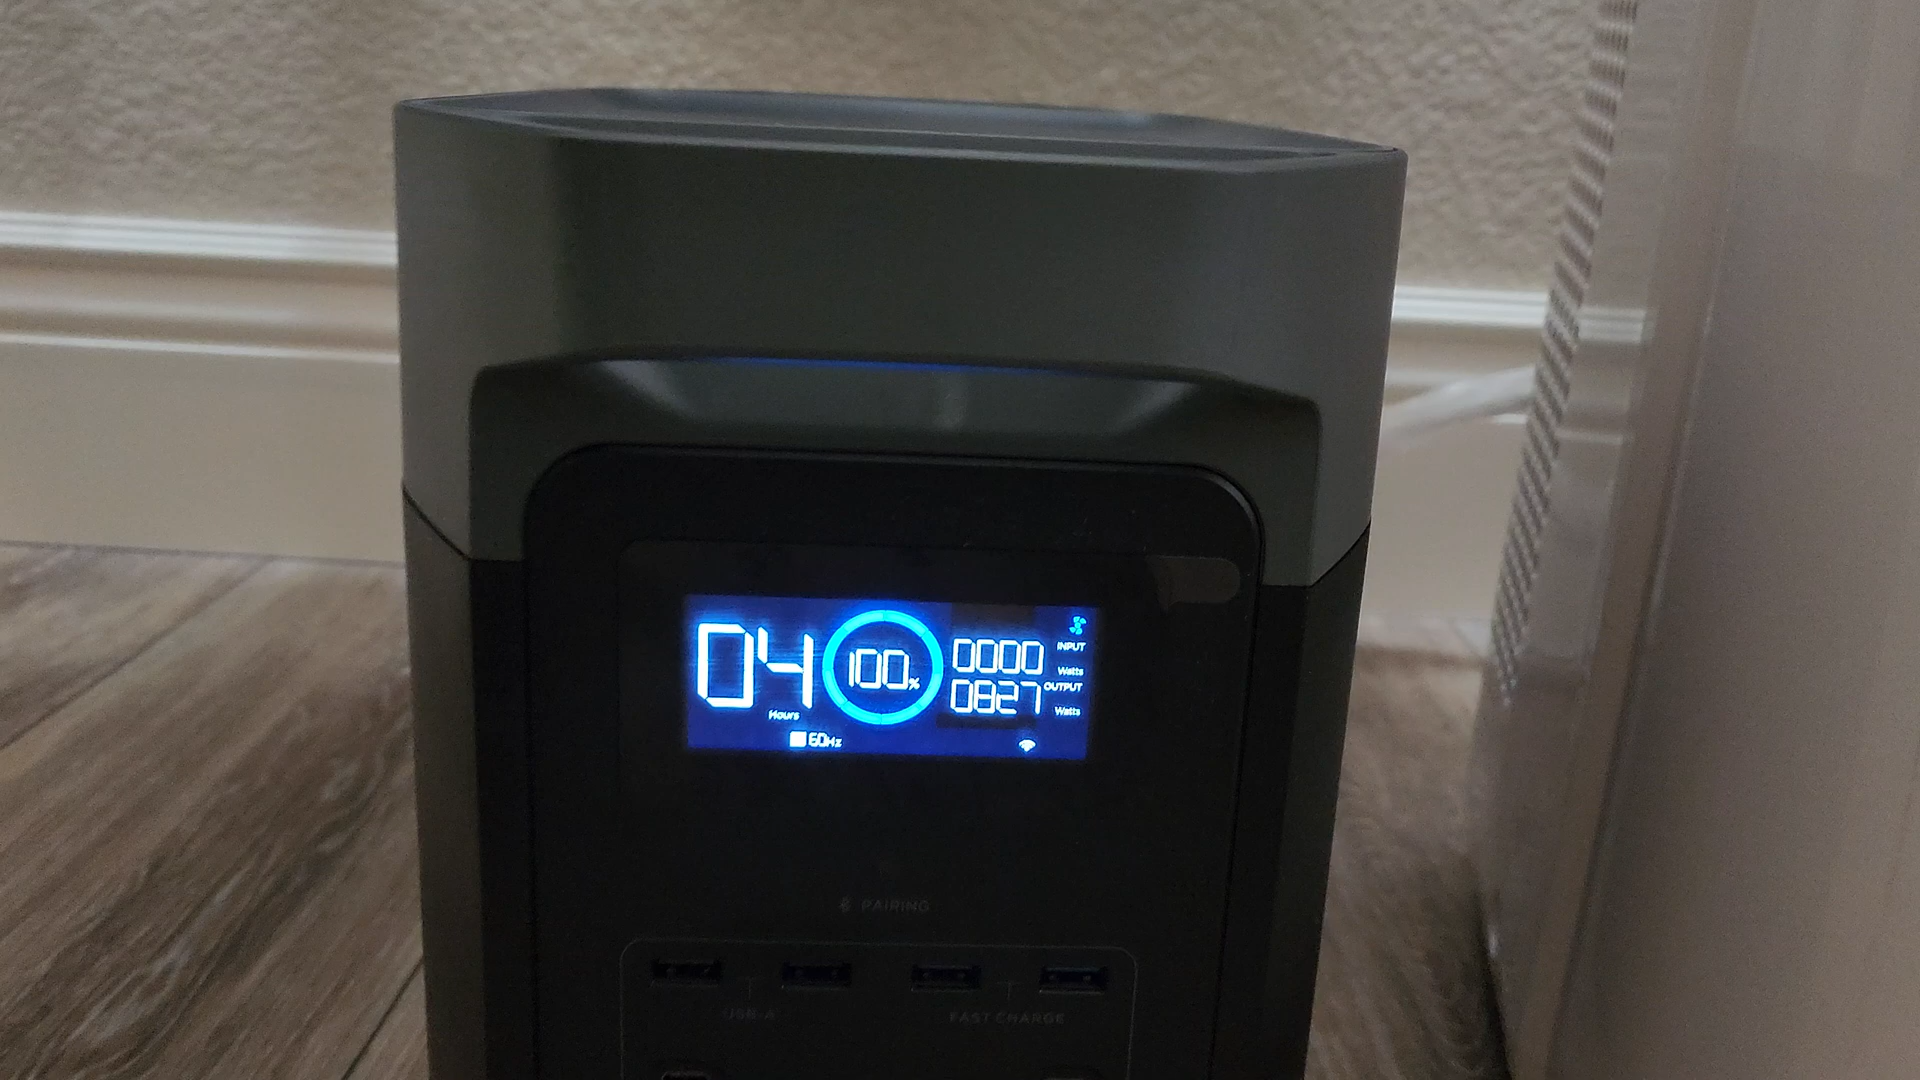 04 Hours
100%
0000 INPUT Watts
0827 OUTPUT Watts
60Hz
PAIRING
USB-A
FAST CHARGE